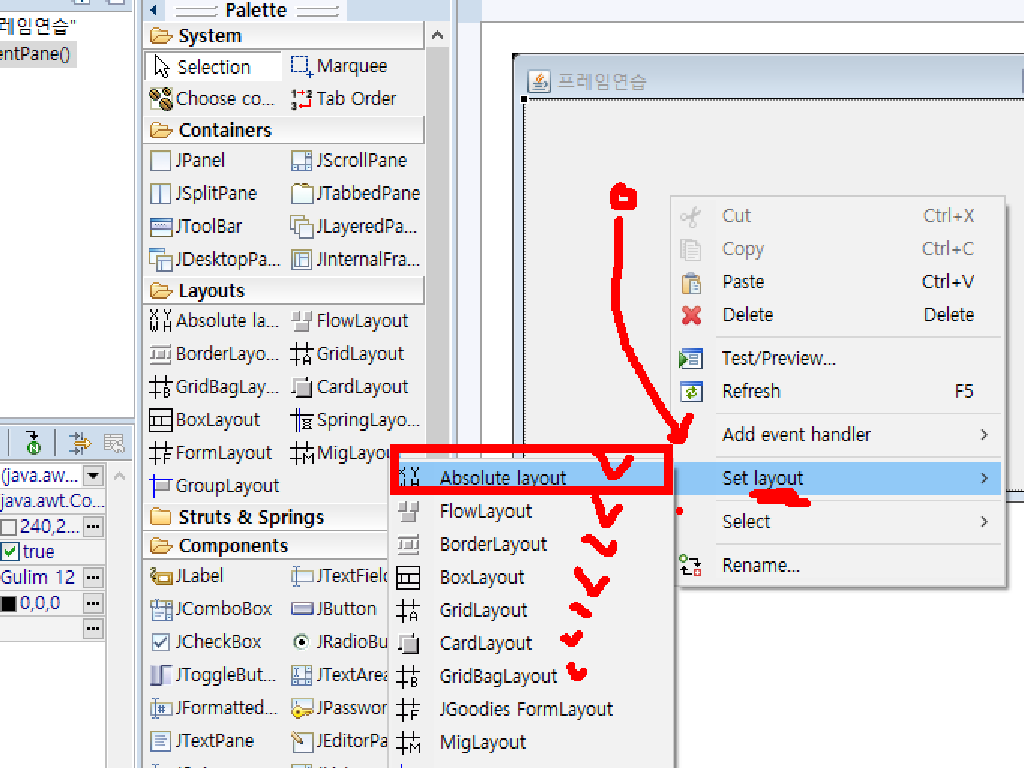 레임연습"
entPane()
(java.aw...
java.awt.Co...
240,2...
true
Gulim 12
0,0,0
Palette
System
Selection
Marquee
Choose co...
Tab Order
Containers
JPanel
JScrollPane
JSplitPane
JTabbedPane
JToolBar
JLayeredPa...
JDesktopPa...
JInternalFra...
Layouts
Absolute la...
FlowLayout
BorderLayo...
GridLayout
GridBagLay...
CardLayout
BoxLayout
SpringLayo...
FormLayout
MigLayou
GroupLayout
Struts & Springs
Components
JLabel
JTextField
JComboBox
JButton
JCheckBox
JRadioBu
JToggleBut...
JTextArea
JFormatted...
JPasswor
JTextPane
JEditorPa
프레임연습
Cut Ctrl+X
Copy Ctrl+C
Paste Ctrl+V
Delete Delete
Test/Preview...
Refresh F5
Add event handler
Set layout
Select
Rename...
Absolute layout
FlowLayout
BorderLayout
BoxLayout
GridLayout
CardLayout
GridBagLayout
JGoodies FormLayout
MigLayout